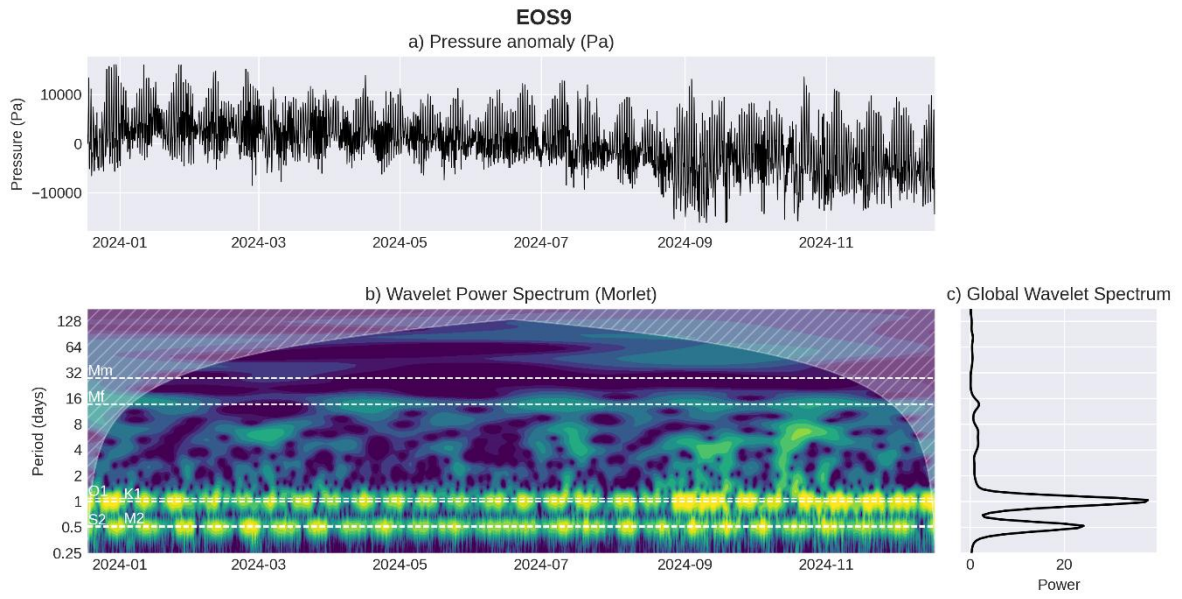 EOS9
a) Pressure anomaly (Pa)
Pressure (Pa)
10000
0
−10000
2024-01 2024-03 2024-05 2024-07 2024-09 2024-11
b) Wavelet Power Spectrum (Morlet)
Period (days)
128
64
32
16
8
4
2
1
0.5
0.25
Mm
Mf
O1 K1
S2 M2
2024-01 2024-03 2024-05 2024-07 2024-09 2024-11
c) Global Wavelet Spectrum
0 20
Power